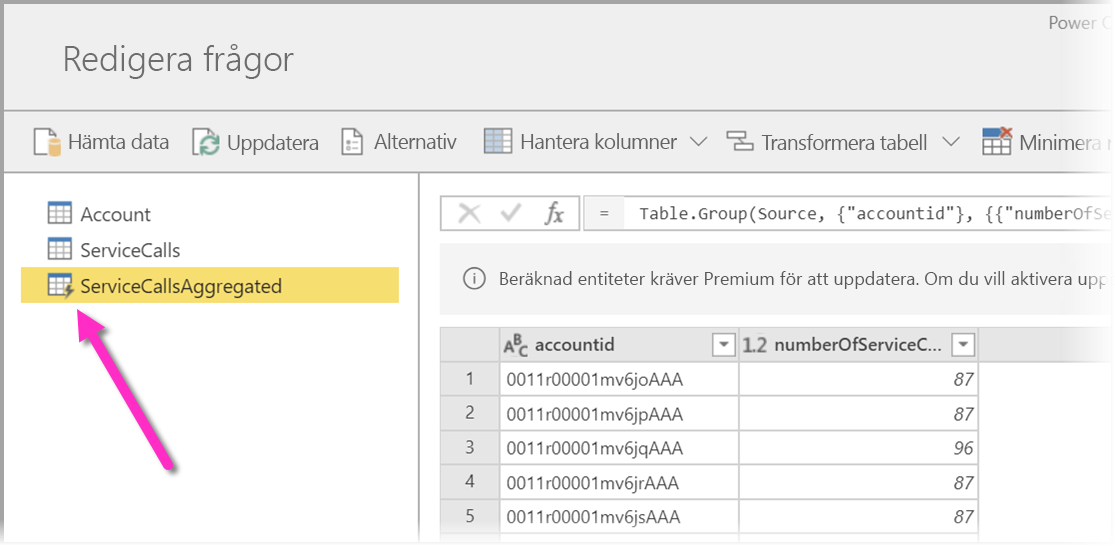 Power
Redigera frågor
Hämta data Uppdatera Alternativ Hantera kolumner Transformera tabell Minimera
Account
ServiceCalls
ServiceCallsAggregated
fx = Table.Group(Source, {"accountid"}, {{"numberOfSe
Beräknad entiteter kräver Premium för att uppdatera. Om du vill aktivera upp
ABC accountid 1.2 numberOfServiceC...
1 0011r00001mv6joAAA 87
2 0011r00001mv6jpAAA 87
3 0011r00001mv6jqAAA 96
4 0011r00001mv6jrAAA 87
5 0011r00001mv6jsAAA 87